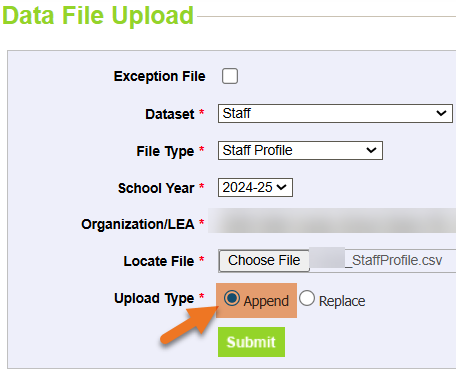 Data File Upload
Exception File
Dataset * Staff
File Type * Staff Profile
School Year * 2024-25
Organization/LEA *
Locate File * Choose File _StaffProfile.csv
Upload Type * Append Replace
Submit